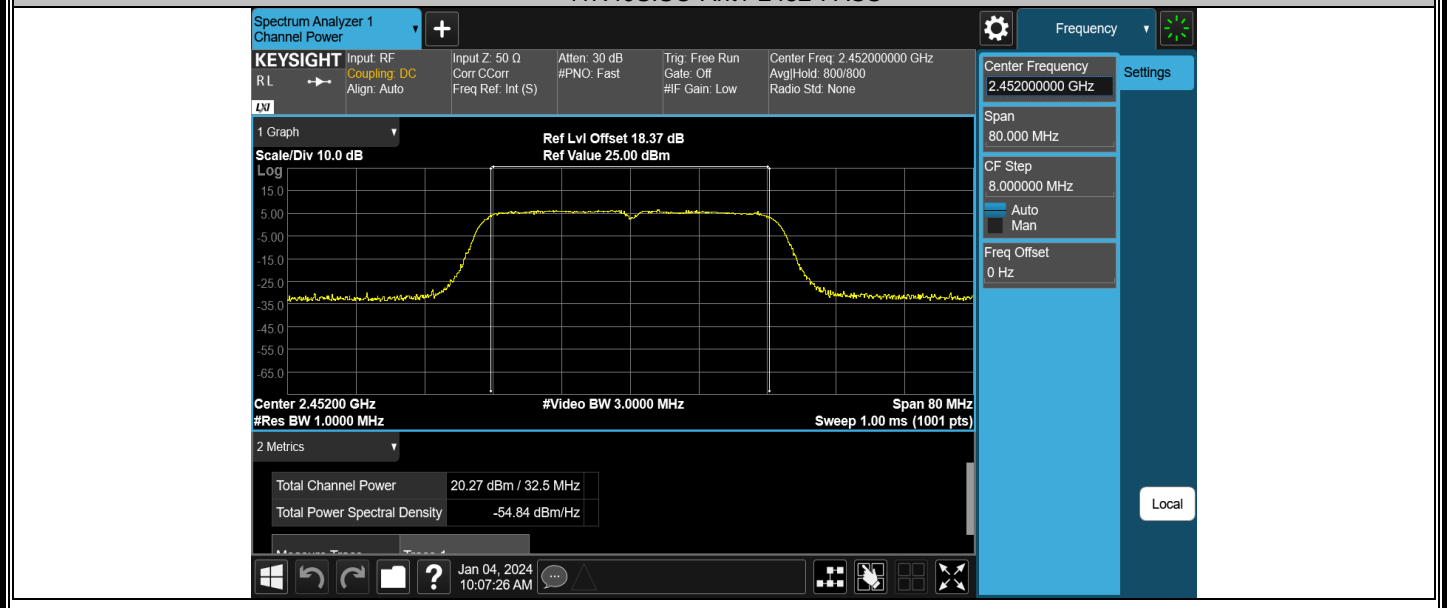 Spectrum Analyzer 1
Channel Power
Frequency
KEYSIGHT
RL
LXI
Input: RF
Coupling: DC
Align: Auto
Input Z: 50 Ω
Corr CCorr
Freq Ref: Int (S)
Atten: 30 dB
#PNO: Fast
Trig: Free Run
Gate: Off
#IF Gain: Low
Center Freq: 2.452000000 GHz
Avg|Hold: 800/800
Radio Std: None
Center Frequency
2.452000000 GHz
Settings
Span
80.000 MHz
CF Step
8.000000 MHz
Auto
Man
Freq Offset
0 Hz
1 Graph
Scale/Div 10.0 dB
Ref Lvl Offset 18.37 dB
Ref Value 25.00 dBm
Log
15.0
5.00
-5.00
-15.0
-25.0
-35.0
-45.0
-55.0
-65.0
Center 2.45200 GHz
#Video BW 3.0000 MHz
Span 80 MHz
#Res BW 1.0000 MHz
Sweep 1.00 ms (1001 pts)
2 Metrics
Total Channel Power 20.27 dBm / 32.5 MHz
Total Power Spectral Density -54.84 dBm/Hz
Local
?
Jan 04, 2024
10:07:26 AM